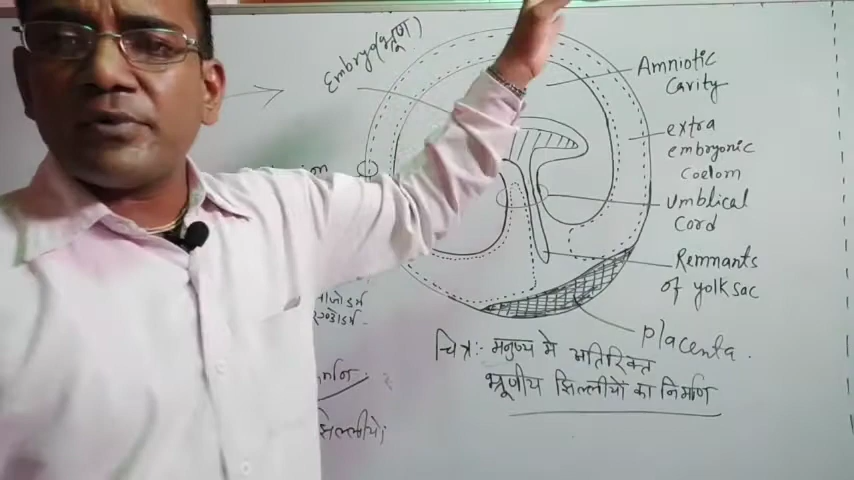 Embryo(भ्रूण)
Amniotic
Cavity
extra
embryonic
coelom
umblical
Cord
Remnants
of yolk sac
placenta.
चित्र:- मनुष्य मे अतिरिक्त
भ्रूणीय झिल्लीयों का निर्माण
झिल्लीये;